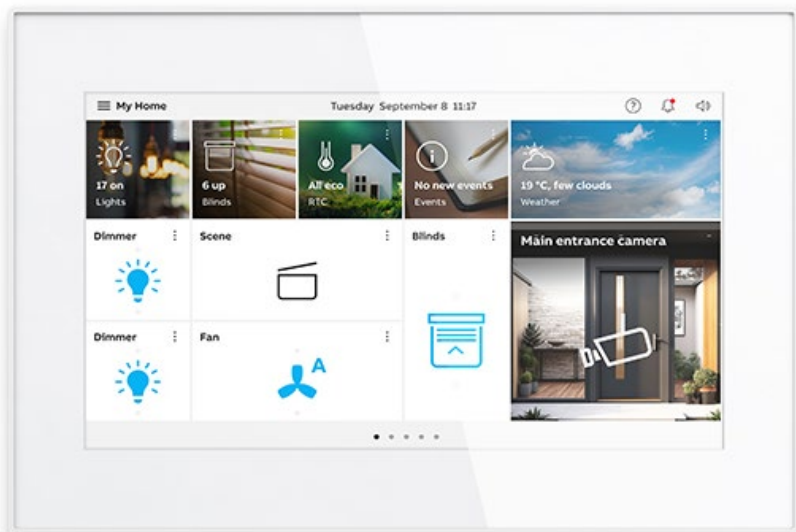 My Home
Tuesday September 8 11:17
17 on
Lights
6 up
Blinds
All eco
RTC
No new events
Events
19 °C, few clouds
Weather
Dimmer
Scene
Blinds
Main entrance camera
Dimmer
Fan
A